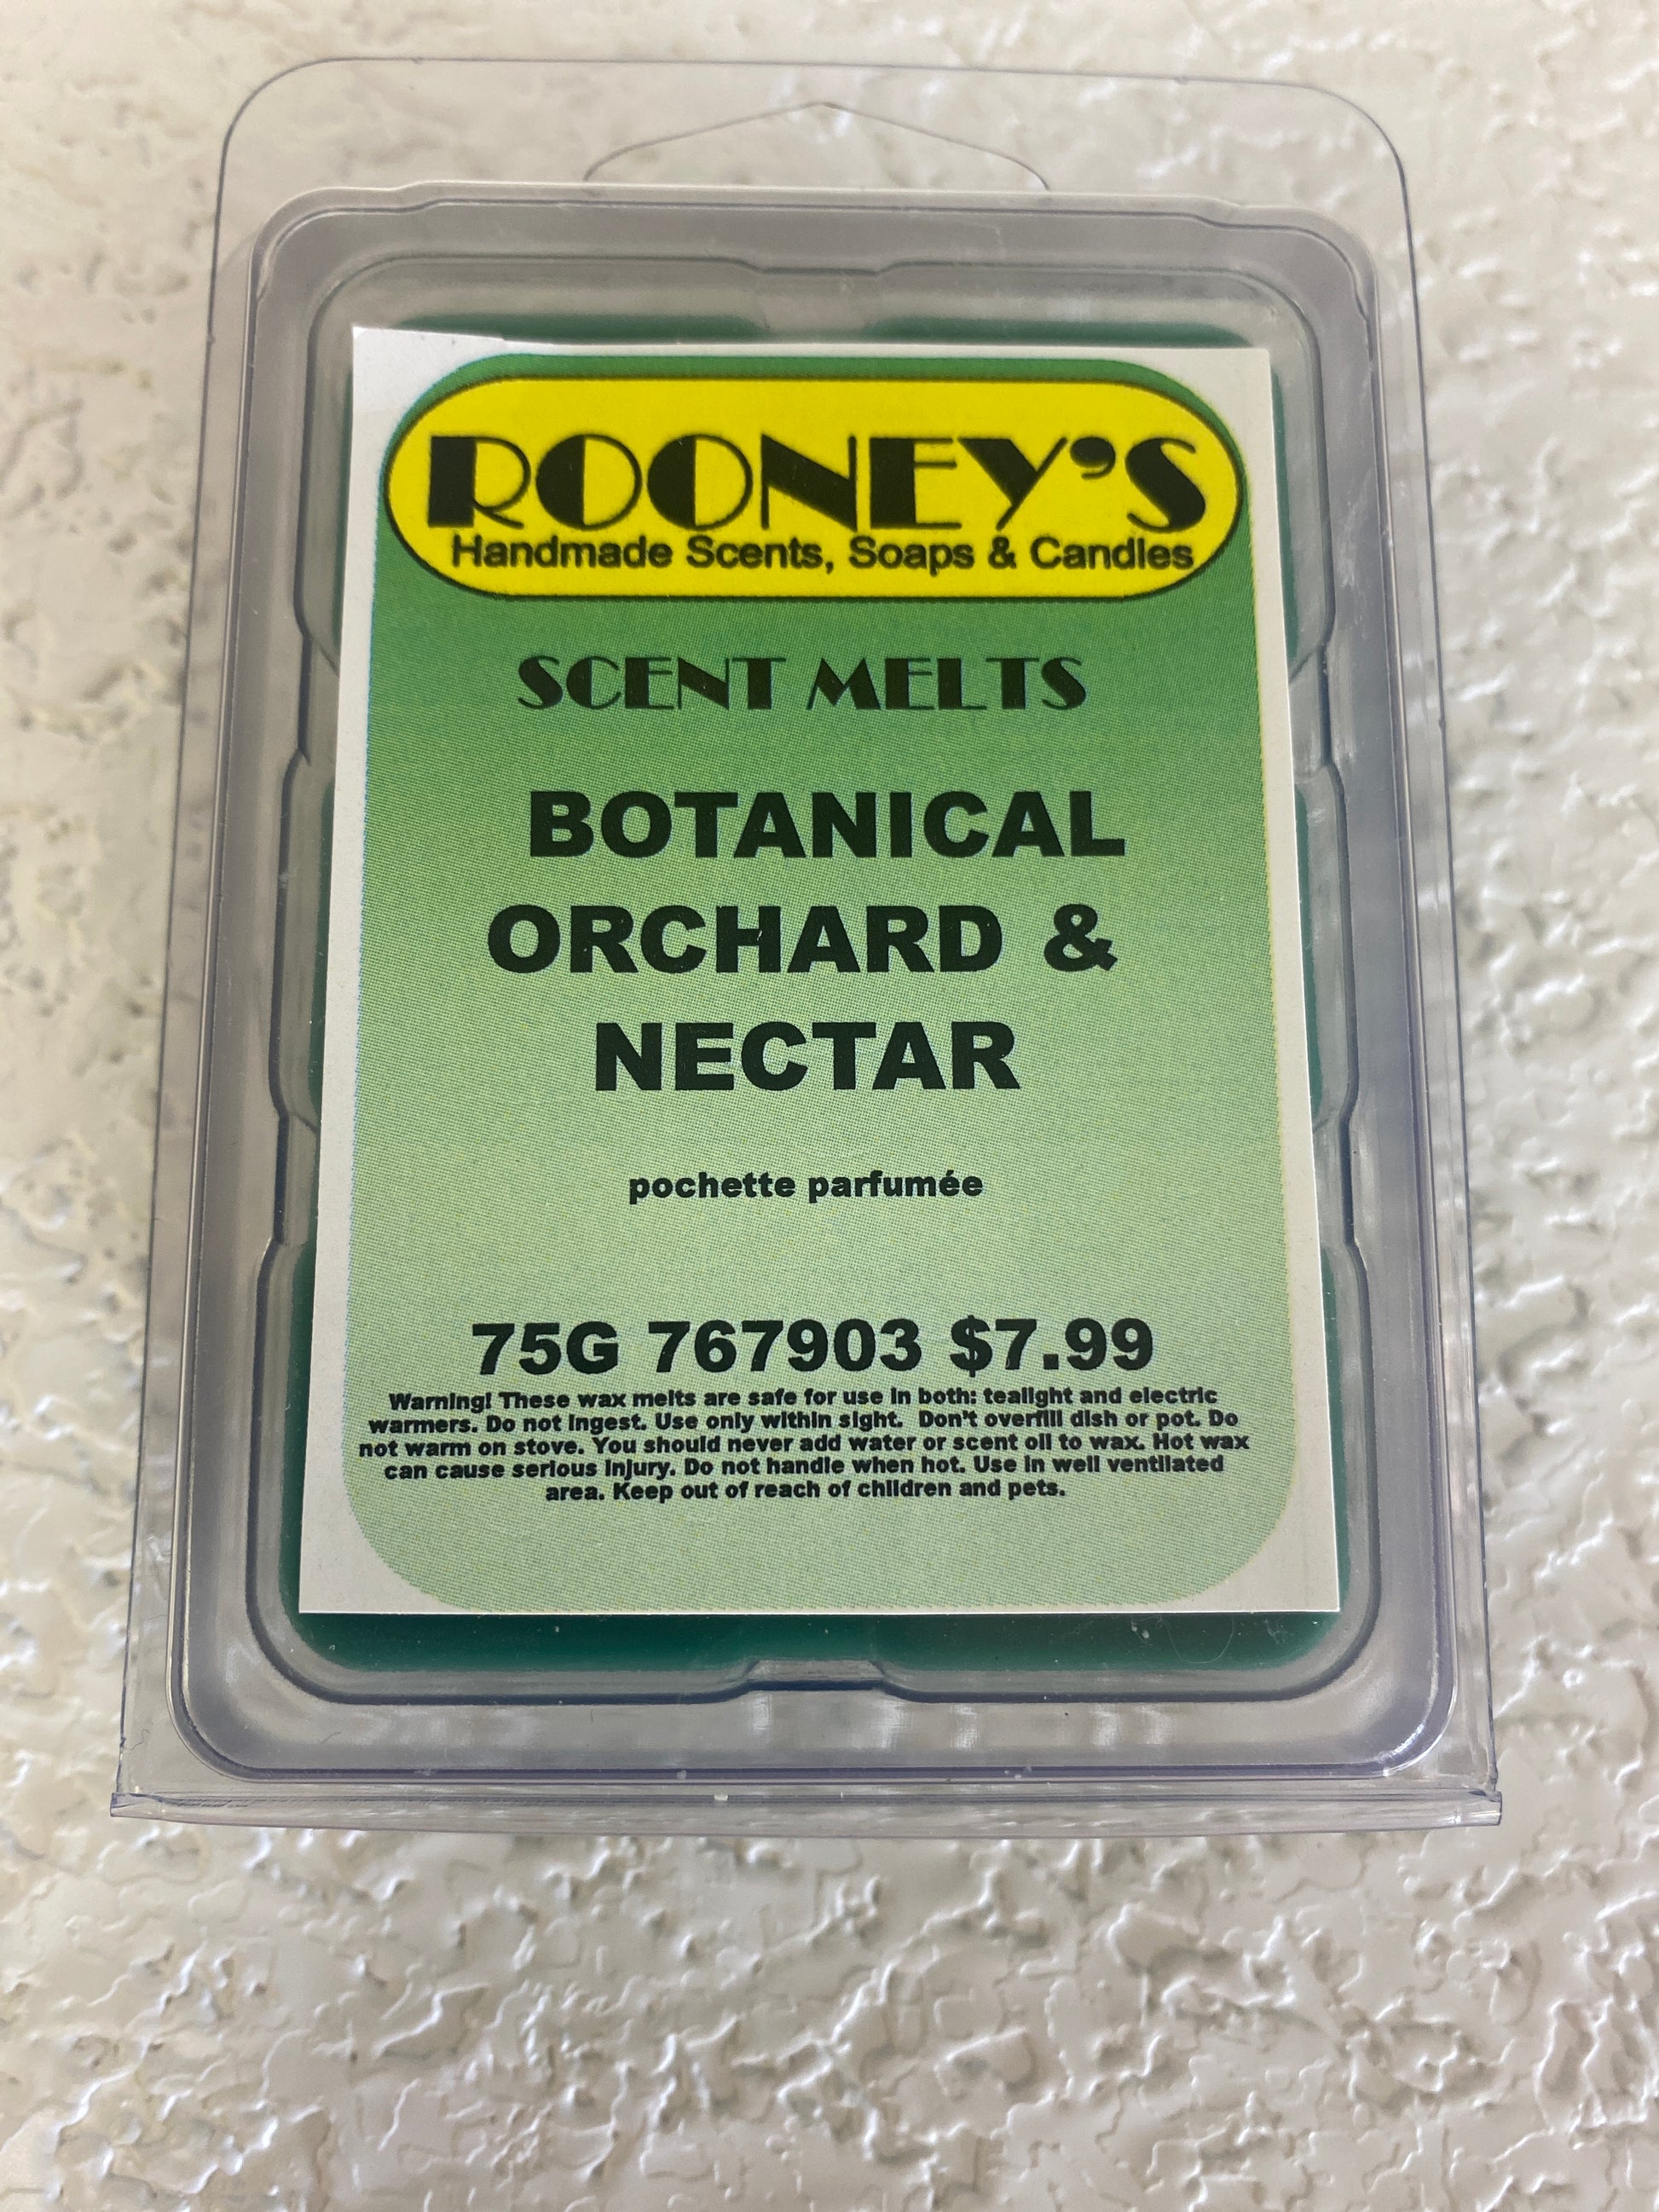 ROONEY'S
Handmade Scents, Soaps & Candles
SCENT MELTS
BOTANICAL
ORCHARD &
NECTAR
pochette parfumée
75G 767903 $7.99
Warning! These wax melts are safe for use in both: tealight and electric
warmers. Do not ingest. Use only within sight. Don't overfill dish or pot. Do
not warm on stove. You should never add water or scent oil to wax. Hot wax
can cause serious injury. Do not handle when hot. Use in well ventilated
area. Keep out of reach of children and pets.